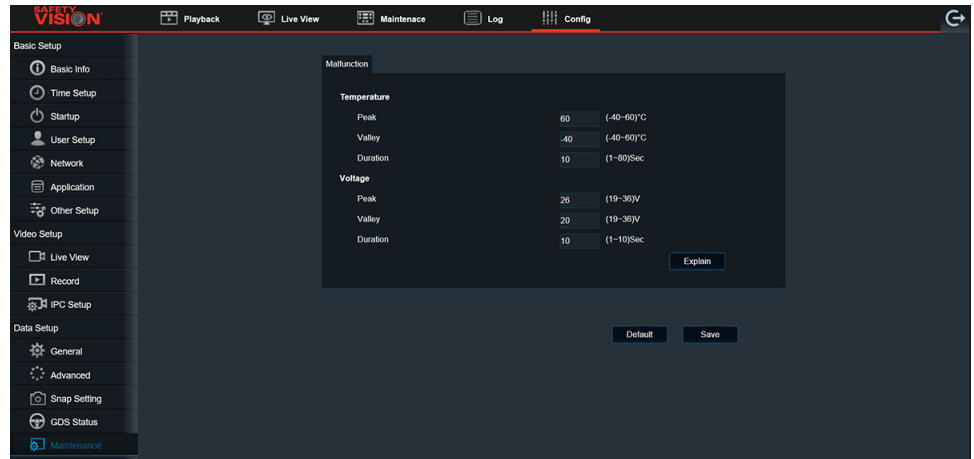 SAFETY
VISION
Playback
Live View
Maintenace
Log
Config
Basic Setup
Basic Info
Time Setup
Startup
User Setup
Network
Application
Other Setup
Video Setup
Live View
Record
IPC Setup
Data Setup
General
Advanced
Snap Setting
GDS Status
Maintenance
Malfunction
Temperature
Peak 60 (-40~60)°C
Valley -40 (-40~60)°C
Duration 10 (1~80)Sec
Voltage
Peak 26 (19~36)V
Valley 20 (19~36)V
Duration 10 (1~10)Sec
Explain
Default Save